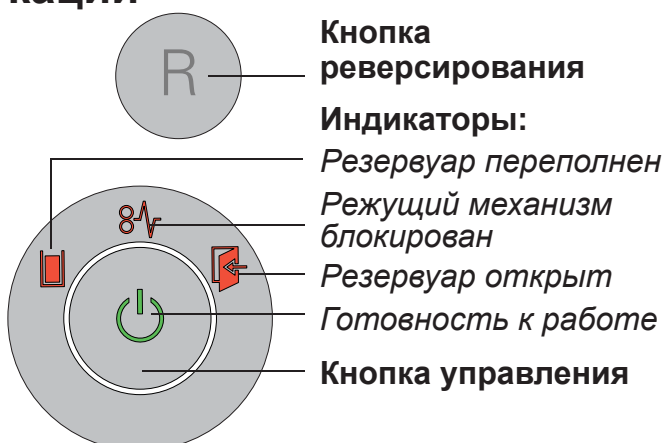 кации
Кнопка
реверсирования
R
Индикаторы:
Резервуар переполнен
Режущий механизм
блокирован
Резервуар открыт
Готовность к работе
Кнопка управления